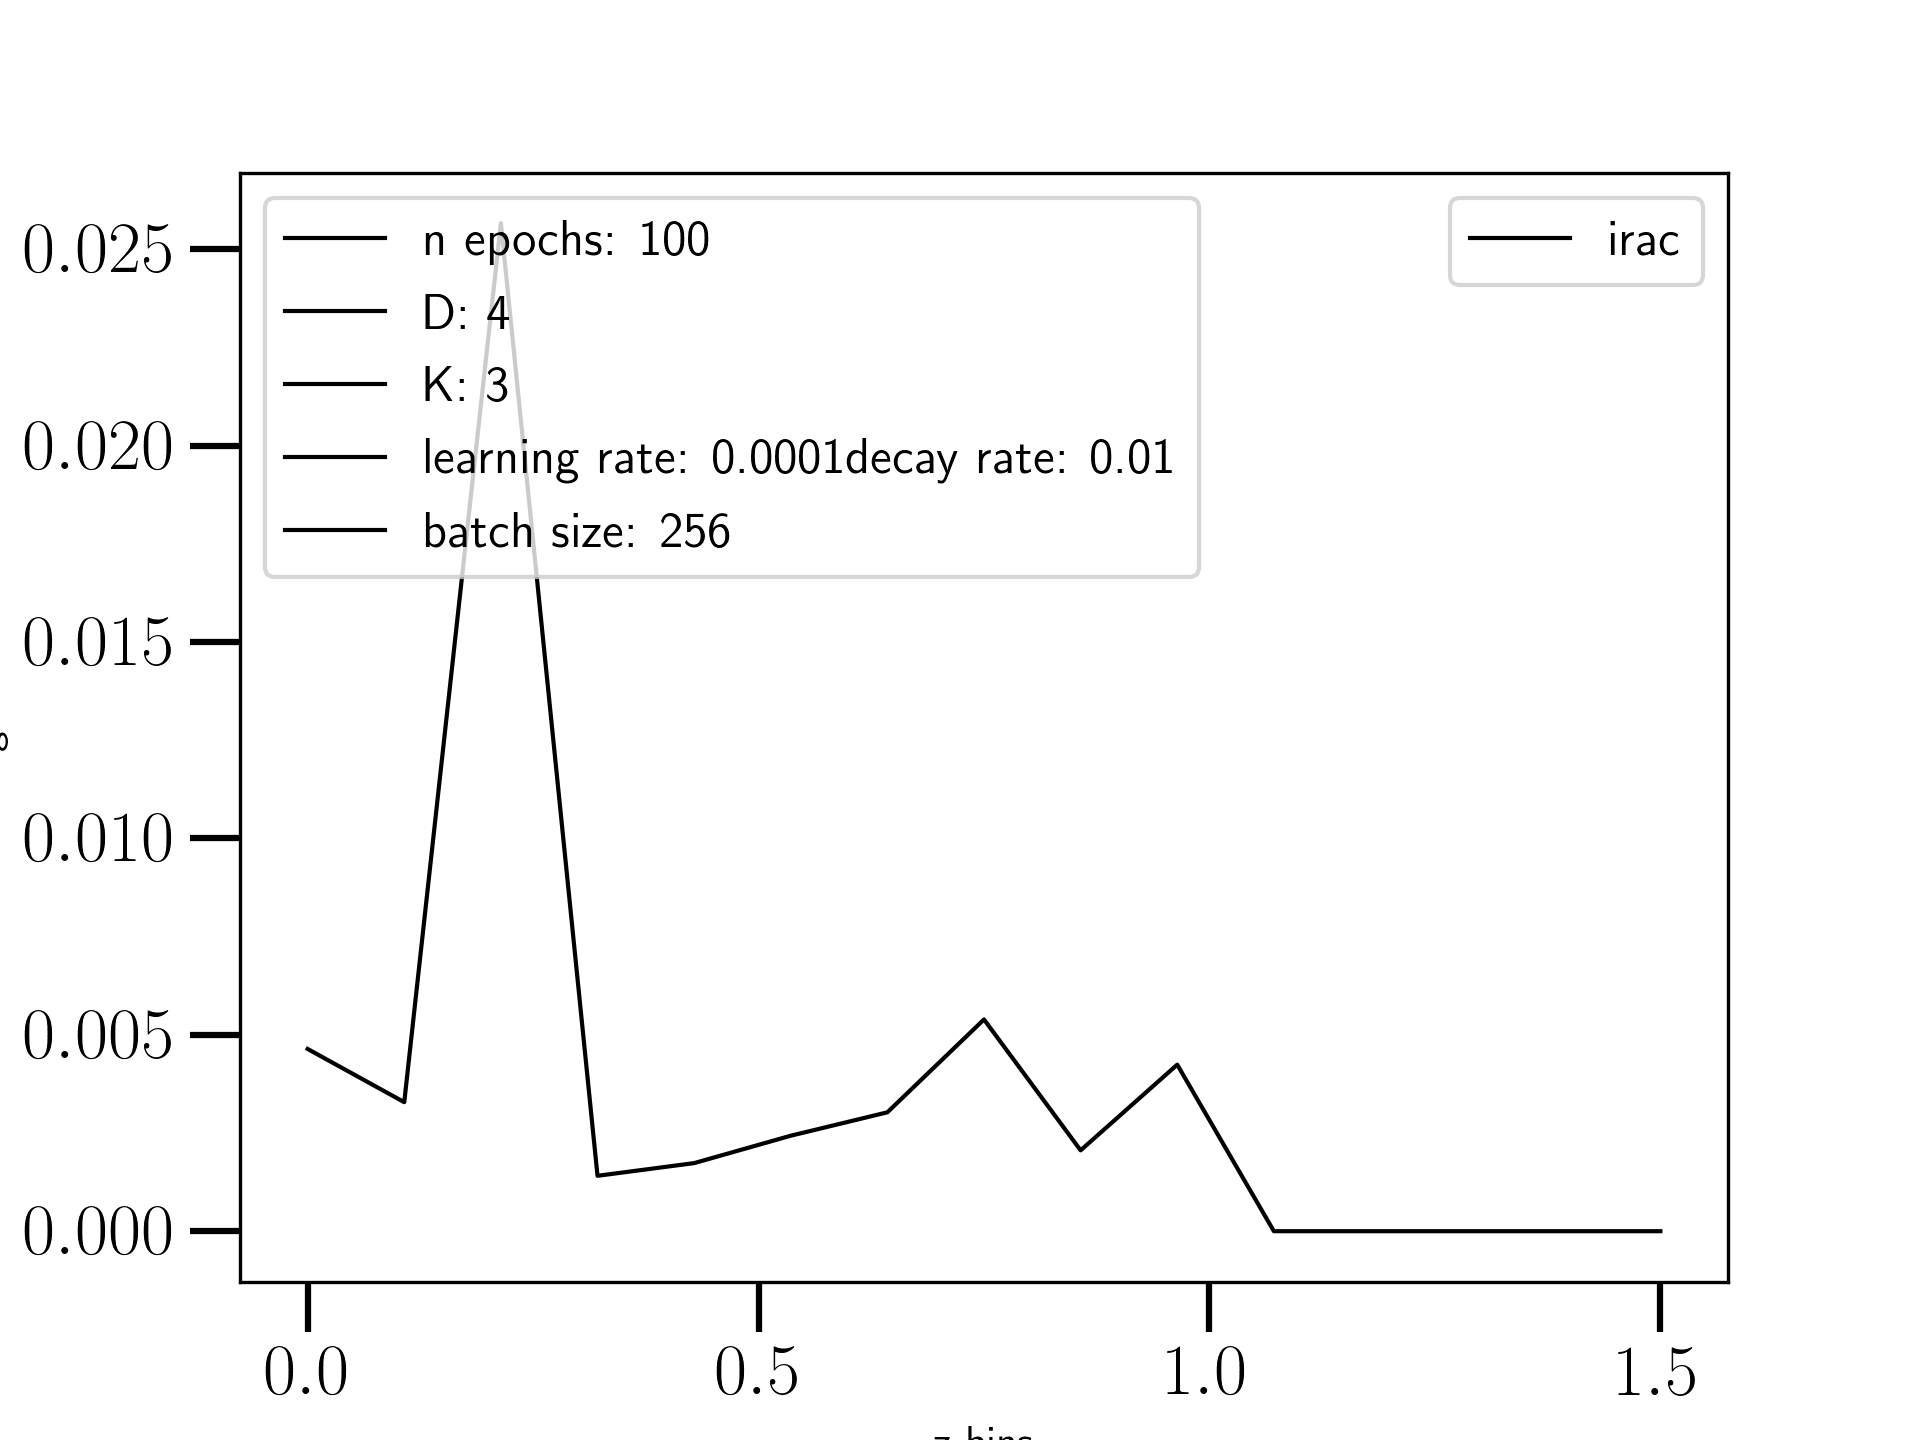 n epochs: 100
D: 4
K: 3
learning rate: 0.0001decay rate: 0.01
batch size: 256
irac
0.025
0.020
0.015
0.010
0.005
0.000
0.0 0.5 1.0 1.5
z bins